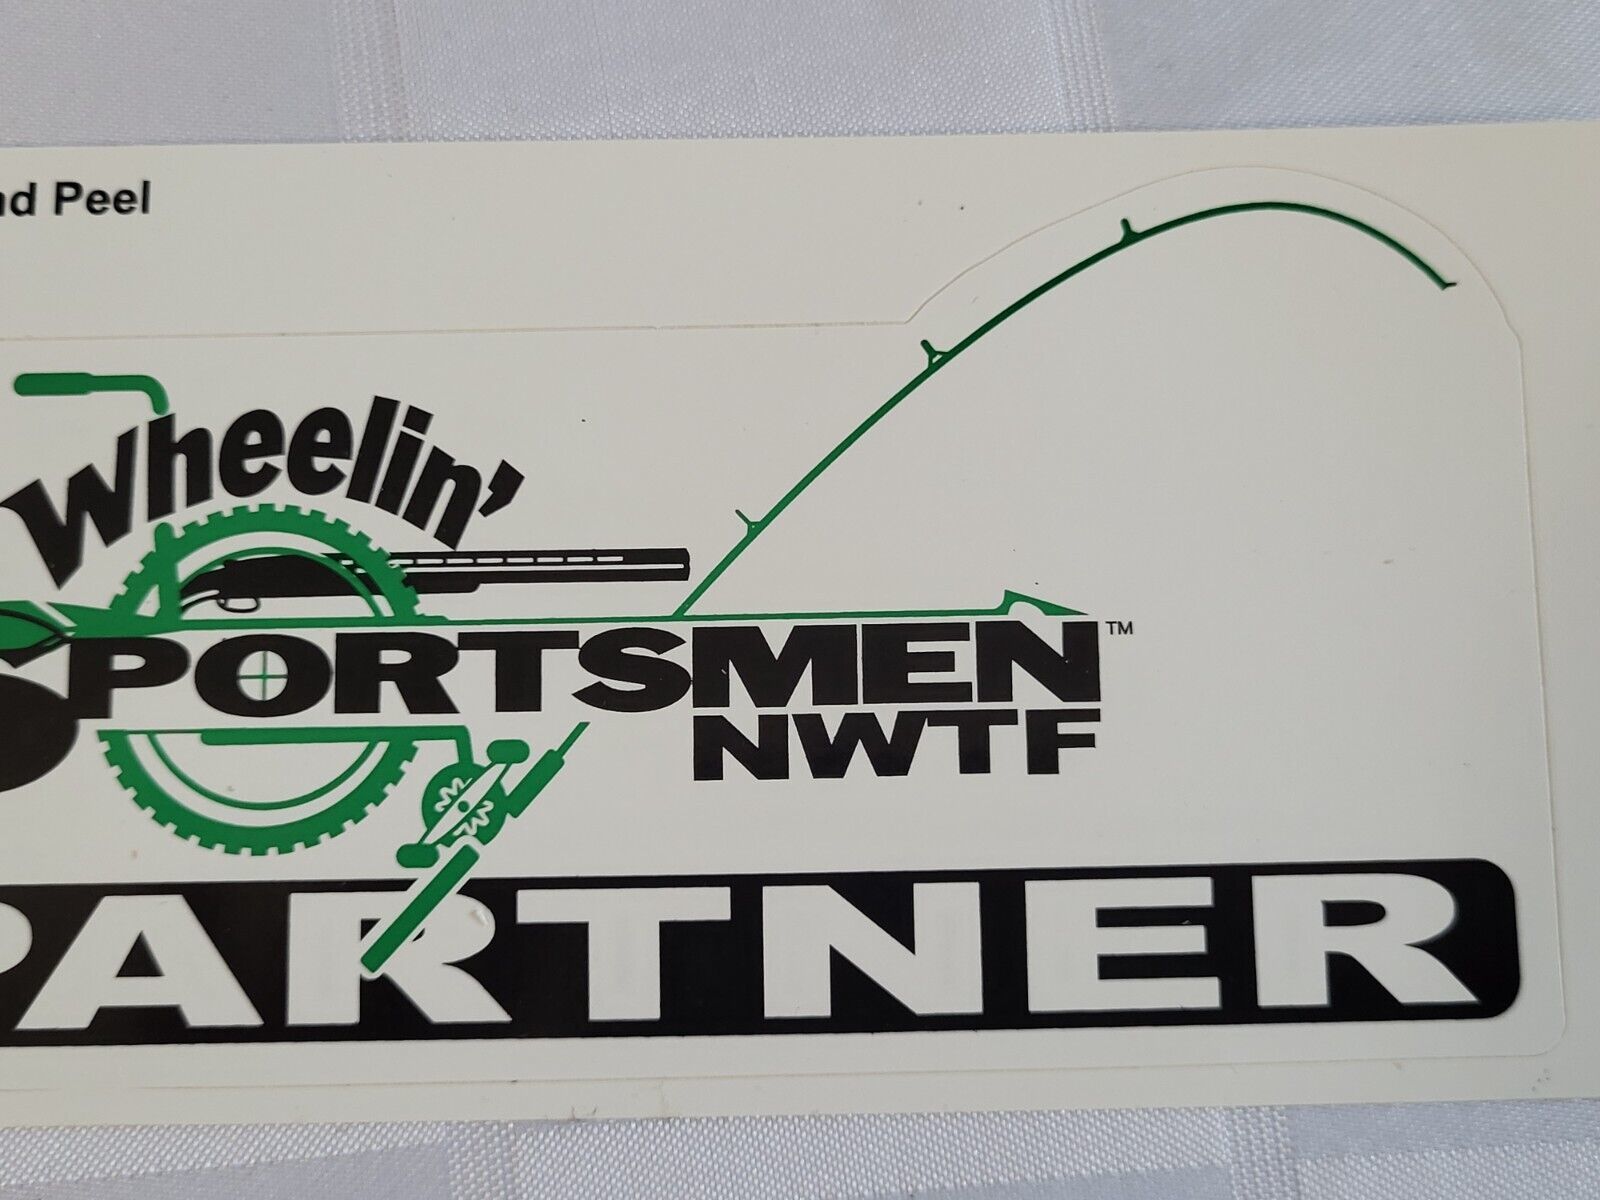 nd Peel
Wheelin'
SPORTSMEN™
NWTF
PARTNER